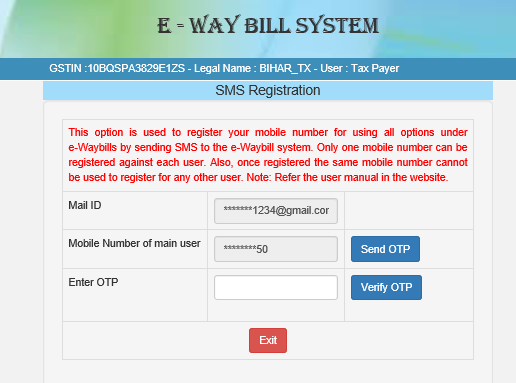 E - WAY BILL SYSTEM
GSTIN :10BQSPA3829E1ZS - Legal Name : BIHAR_TX - User : Tax Payer
SMS Registration
This option is used to register your mobile number for using all options under
e-Waybills by sending SMS to the e-Waybill system. Only one mobile number can be
registered against each user. Also, once registered the same mobile number cannot
be used to register for any other user. Note: Refer the user manual in the website.
Mail ID
*******1234@gmail.cor
Mobile Number of main user
********50
Send OTP
Enter OTP
Verify OTP
Exit